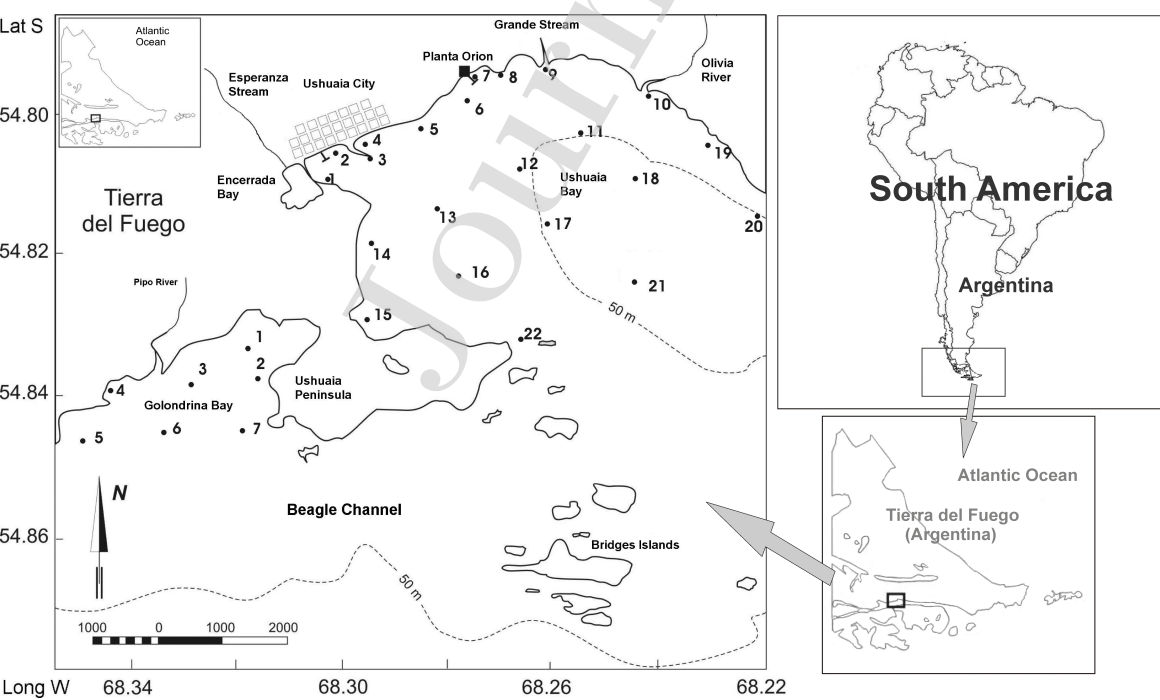 Lat S
54.80
54.82
54.84
54.86
Long W
68.34
68.30
68.26
68.22
Atlantic
Ocean
Esperanza
Stream
Ushuaia City
Planta Orion
Grande Stream
Olivia
River
Encerrada
Bay
Tierra
del Fuego
Ushuaia
Bay
1
2
3
4
5
6
7
8
9
10
11
12
13
14
15
16
17
18
19
20
21
22
50 m
Pipo River
1
2
3
4
5
6
7
Golondrina Bay
Ushuaia
Peninsula
N
Beagle Channel
Bridges Islands
50 m
1000 0 1000 2000
South America
Argentina
Atlantic Ocean
Tierra del Fuego
(Argentina)
Journ